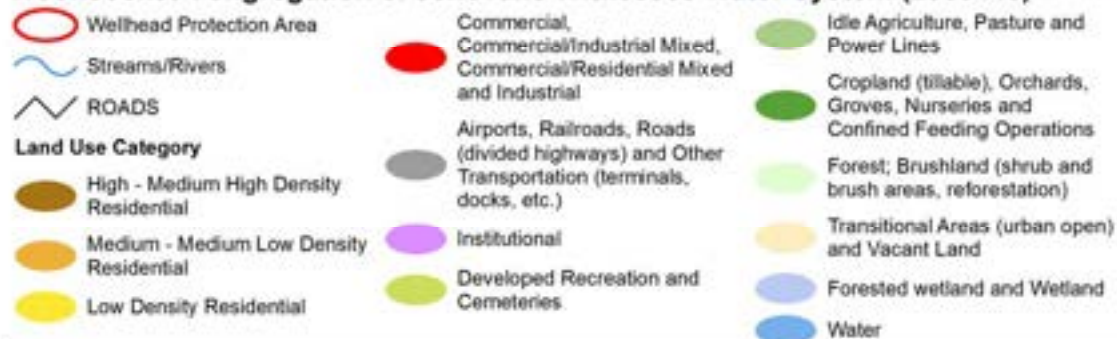 Wellhead Protection Area
Streams/Rivers
ROADS
Land Use Category
High - Medium High Density
Residential
Medium - Medium Low Density
Residential
Low Density Residential
Commercial,
Commercial/Industrial Mixed,
Commercial/Residential Mixed
and Industrial
Airports, Railroads, Roads
(divided highways) and Other
Transportation (terminals,
docks, etc.)
Institutional
Developed Recreation and
Cemeteries
Idle Agriculture, Pasture and
Power Lines
Cropland (tillable), Orchards,
Groves, Nurseries and
Confined Feeding Operations
Forest; Brushland (shrub and
brush areas, reforestation)
Transitional Areas (urban open)
and Vacant Land
Forested wetland and Wetland
Water